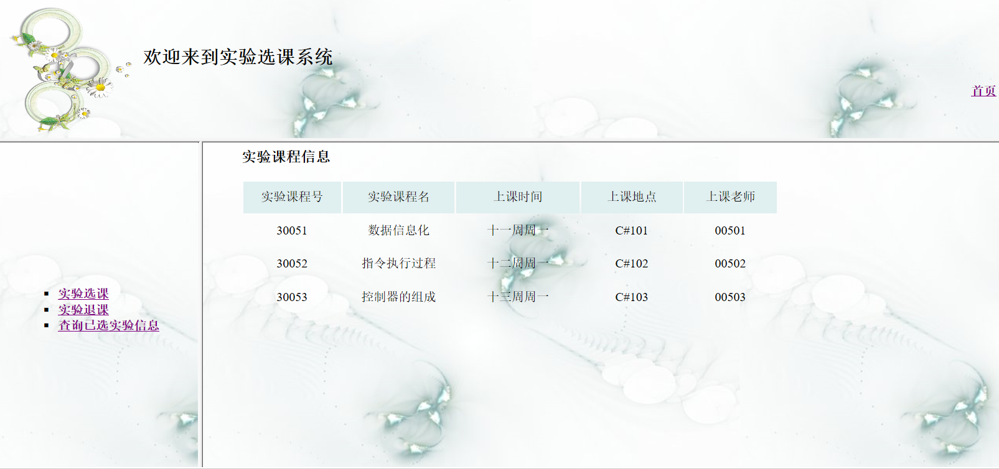 欢迎来到实验选课系统
首页
实验选课
实验退课
查询已选实验信息
实验课程信息
实验课程号 实验课程名 上课时间 上课地点 上课老师
30051 数据信息化 十一周周一 C#101 00501
30052 指令执行过程 十二周周一 C#102 00502
30053 控制器的组成 十三周周一 C#103 00503